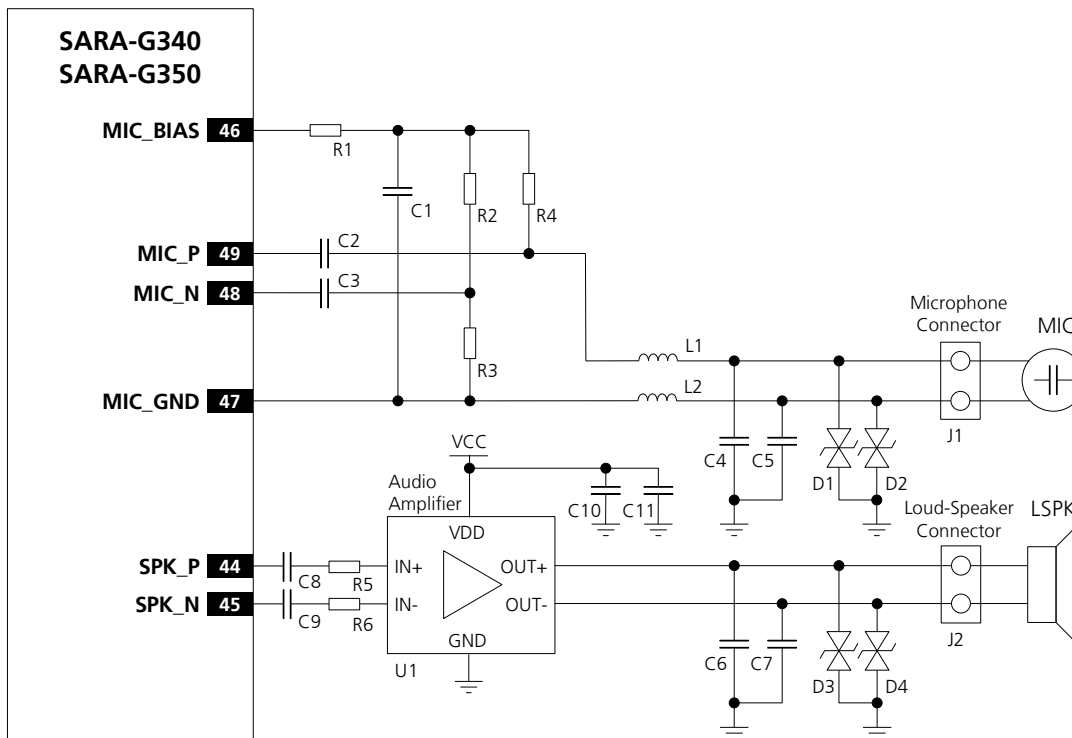 SARA-G340
SARA-G350
MIC_BIAS 46
R1
C1
R2
R4
MIC_P 49
C2
MIC_N 48
C3
R3
MIC_GND 47
L1
L2
Microphone
Connector
MIC
J1
C4
C5
D1
D2
VCC
Audio
Amplifier
C10
C11
VDD
Loud-Speaker
Connector
LSPK
SPK_P 44
C8
R5
IN+
OUT+
SPK_N 45
C9
R6
IN-
OUT-
GND
U1
J2
C6
C7
D3
D4